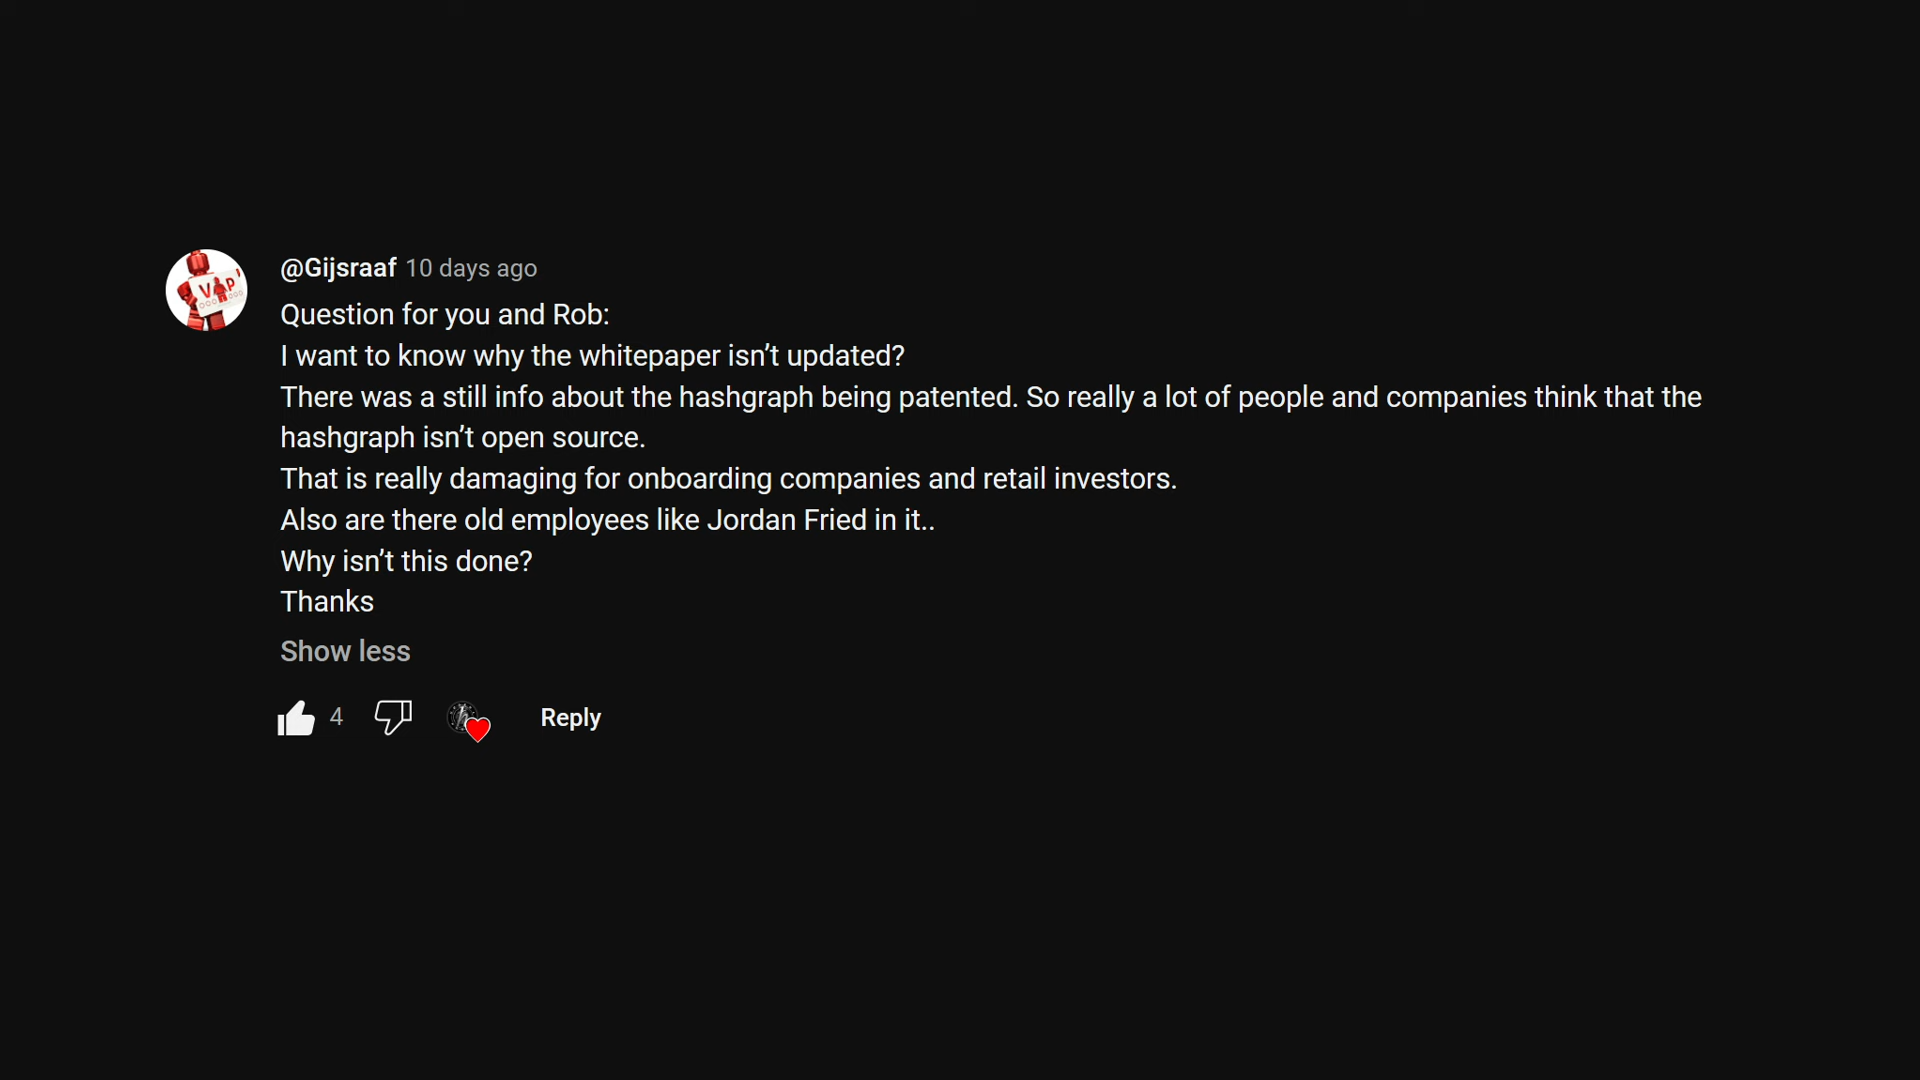 @Gijsraaf 10 days ago
Question for you and Rob:
I want to know why the whitepaper isn’t updated?
There was a still info about the hashgraph being patented. So really a lot of people and companies think that the
hashgraph isn’t open source.
That is really damaging for onboarding companies and retail investors.
Also are there old employees like Jordan Fried in it..
Why isn’t this done?
Thanks
Show less
4 Reply